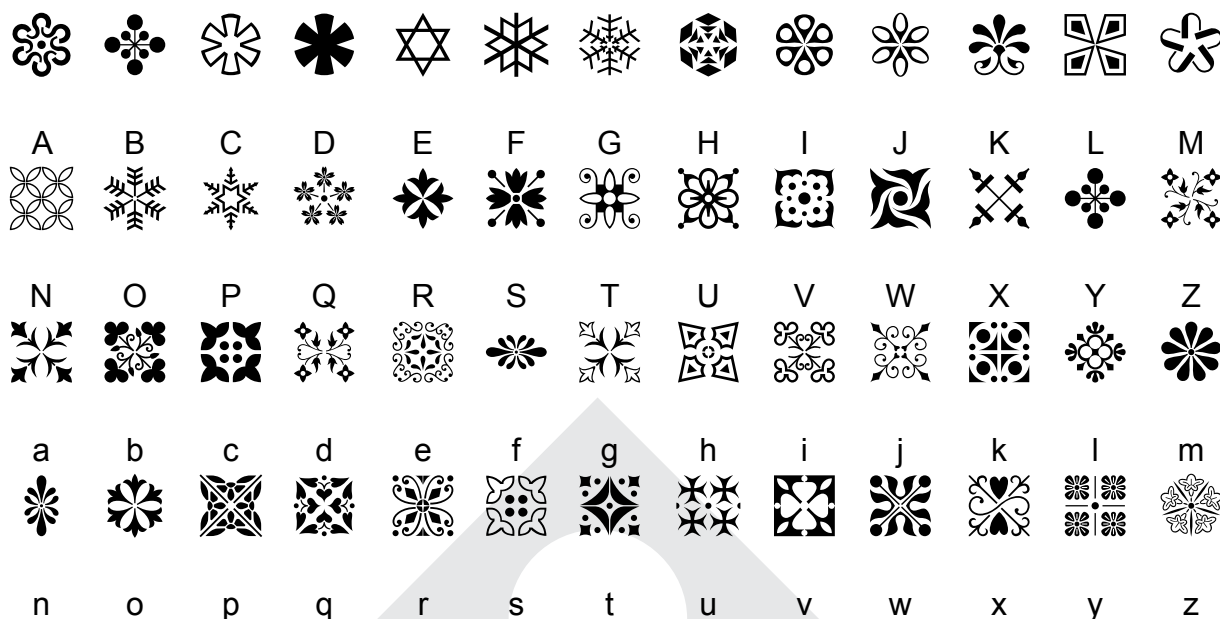 A B C D E F G H I J K L M
N O P Q R S T U V W X Y Z
a b c d e f g h i j k l m
n o p q r s t u v w x y z